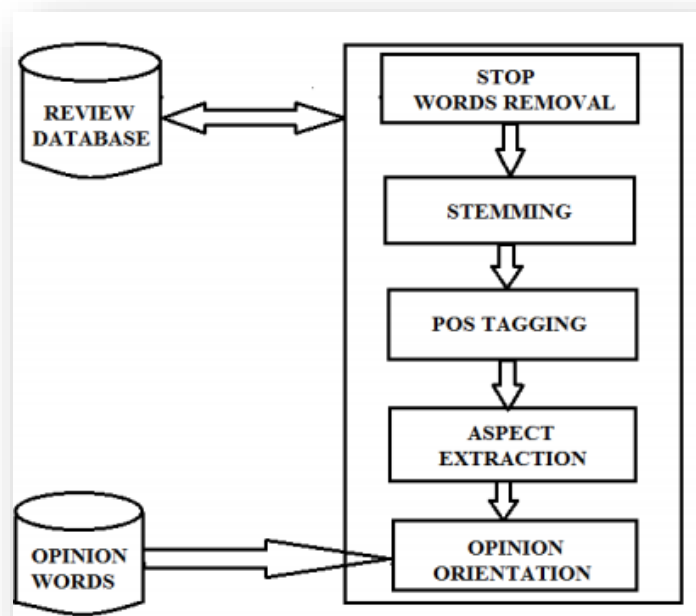 REVIEW
DATABASE
STOP
WORDS REMOVAL
STEMMING
POS TAGGING
ASPECT
EXTRACTION
OPINION
WORDS
OPINION
ORIENTATION